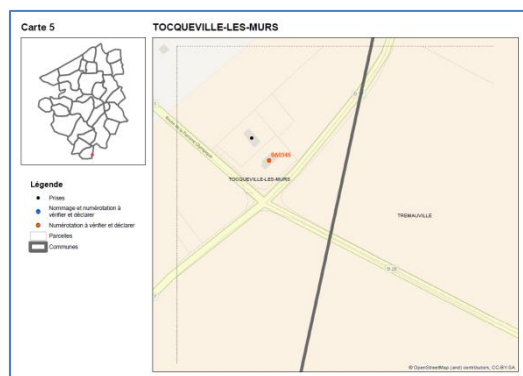 Carte 5
TOCQUEVILLE-LES-MURS
Légende
Prises
Nommage et numérotation à
vérifier et déclarer
Numérotation à vérifier et déclarer
Parcelles
Communes
TOCQUEVILLE-LES-MURS
TREMAUVILLE
© OpenStreetMap (and) contributors, CC-BY-SA